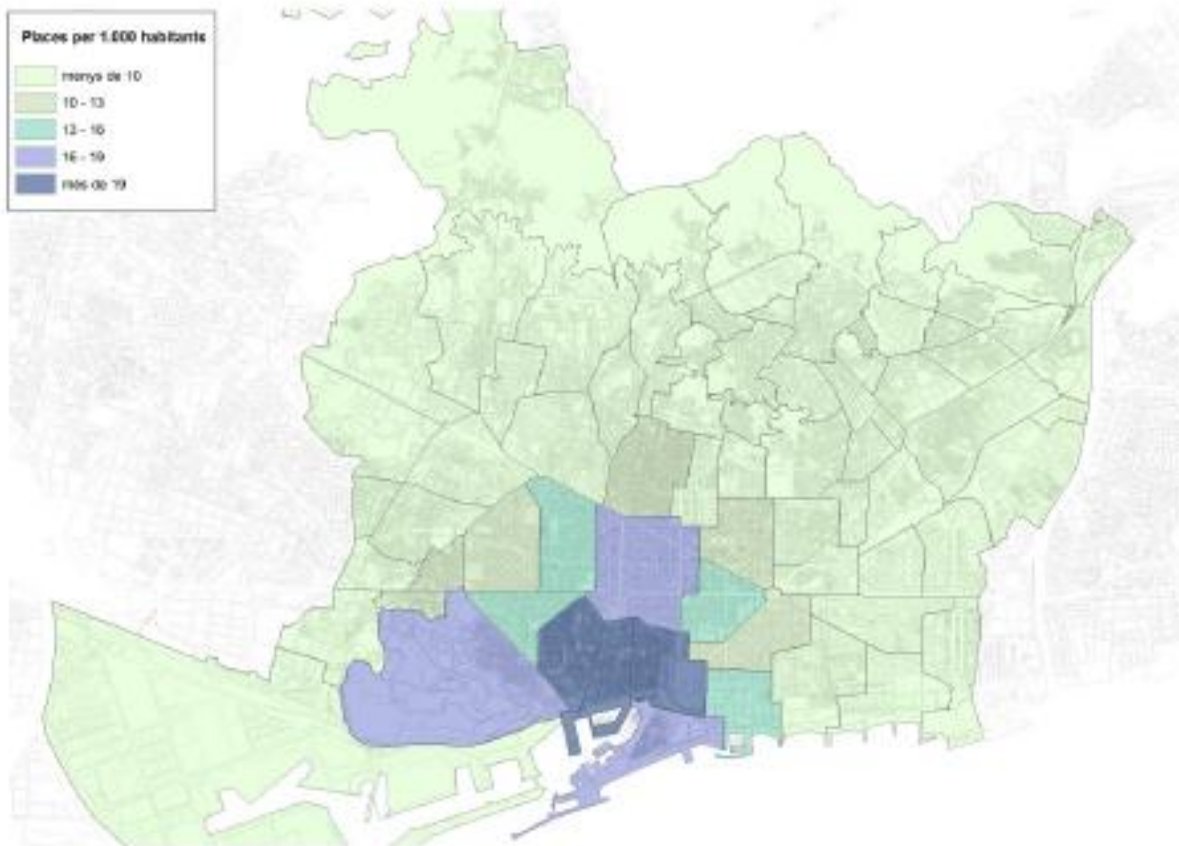 Places per 1.000 habitants
menys de 10
10 - 13
13 - 16
16 - 19
més de 19